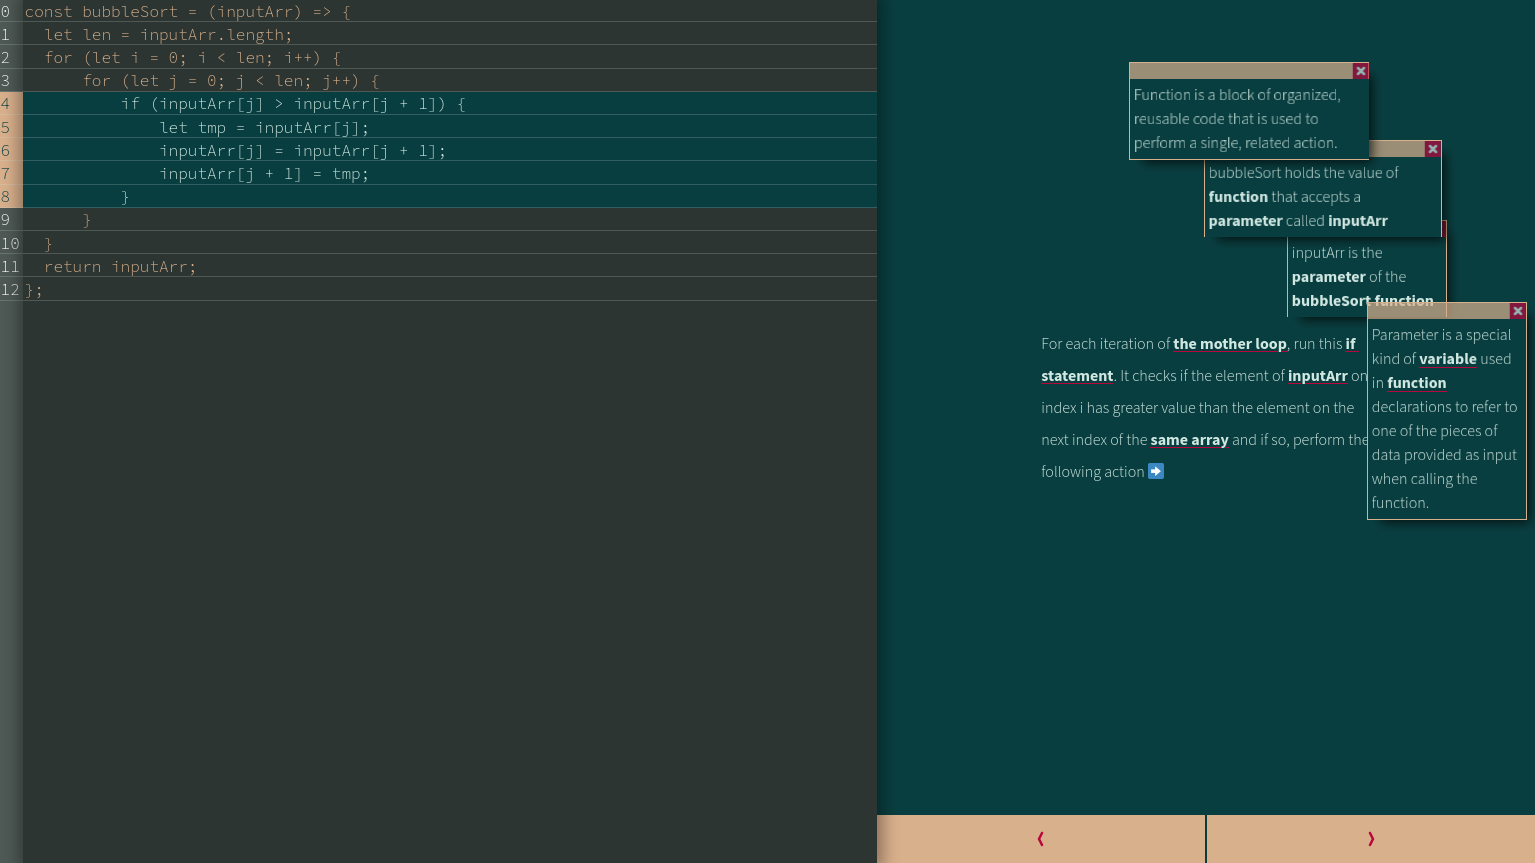 0 const bubbleSort = (inputArr) => {
1 let len = inputArr.length;
2 for (let i = 0; i < len; i++) {
3 for (let j = 0; j < len; j++) {
4 if (inputArr[j] > inputArr[j + 1]) {
5 let tmp = inputArr[j];
6 inputArr[j] = inputArr[j + 1];
7 inputArr[j + 1] = tmp;
8 }
9 }
10 }
11 return inputArr;
12 };
Function is a block of organized,
reusable code that is used to
perform a single, related action.
bubbleSort holds the value of
function that accepts a
parameter called inputArr
inputArr is the
parameter of the
bubbleSort function
Parameter is a special
kind of variable used
in function
declarations to refer to
one of the pieces of
data provided as input
when calling the
function.
For each iteration of the mother loop, run this if
statement. It checks if the element of inputArr on
index i has greater value than the element on the
next index of the same array and if so, perform the
following action ➡